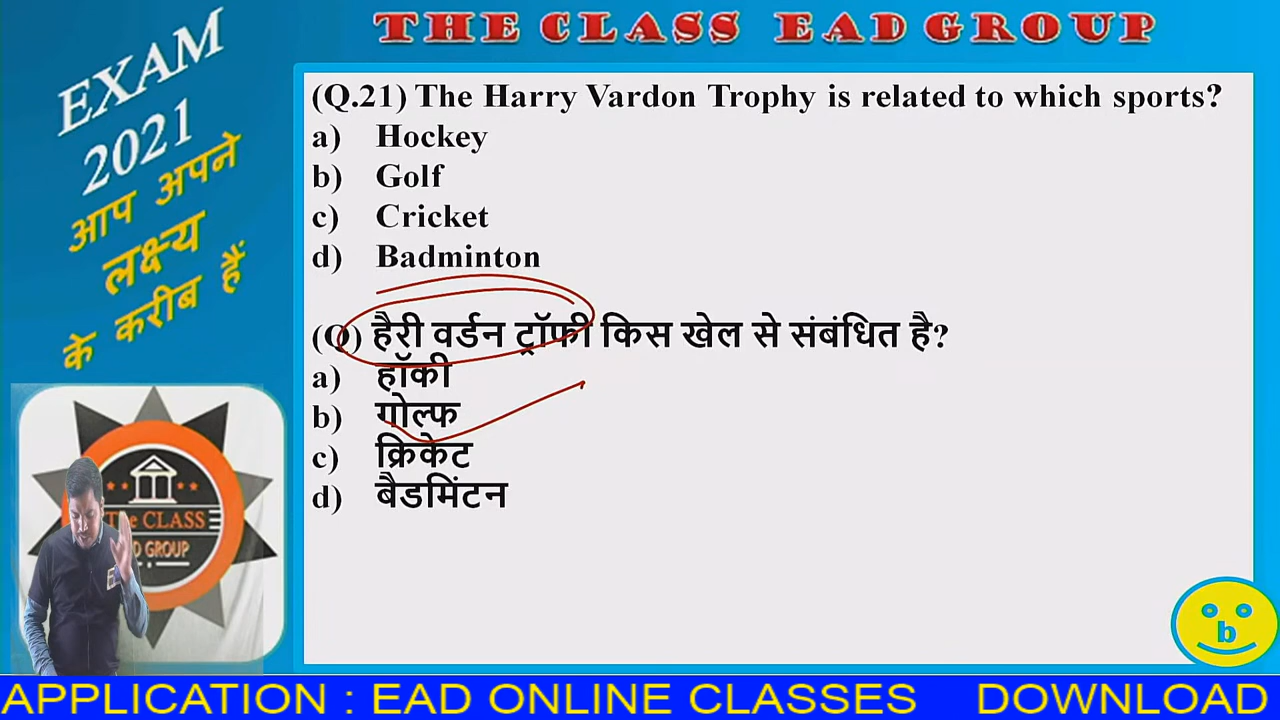 THE CLASS EAD GROUP
EXAM
2021
आप अपने
लक्ष्य
के करीब हैं
(Q.21) The Harry Vardon Trophy is related to which sports?
a) Hockey
b) Golf
c) Cricket
d) Badminton
(Q) हैरी वर्डन ट्रॉफी किस खेल से संबंधित है?
a) हॉकी
b) गोल्फ
c) क्रिकेट
d) बैडमिंटन
The CLASS
D GROUP
b
APPLICATION : EAD ONLINE CLASSES DOWNLOAD